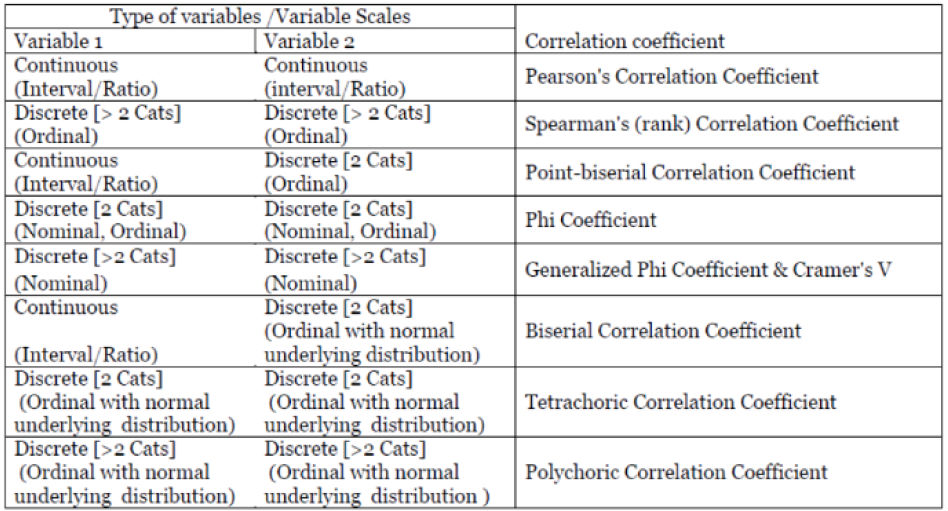 Type of variables /Variable Scales
Variable 1
Variable 2
Correlation coefficient
Continuous
(Interval/Ratio)
Continuous
(interval/Ratio)
Pearson's Correlation Coefficient
Discrete [> 2 Cats]
(Ordinal)
Discrete [> 2 Cats]
(Ordinal)
Spearman's (rank) Correlation Coefficient
Continuous
(Interval/Ratio)
Discrete [2 Cats]
(Ordinal)
Point-biserial Correlation Coefficient
Discrete [2 Cats]
(Nominal, Ordinal)
Discrete [2 Cats]
(Nominal, Ordinal)
Phi Coefficient
Discrete [>2 Cats]
(Nominal)
Discrete [>2 Cats]
(Nominal)
Generalized Phi Coefficient & Cramer's V
Continuous
(Interval/Ratio)
Discrete [2 Cats]
(Ordinal with normal
underlying distribution)
Biserial Correlation Coefficient
Discrete [2 Cats]
(Ordinal with normal
underlying distribution)
Discrete [2 Cats]
(Ordinal with normal
underlying distribution)
Tetrachoric Correlation Coefficient
Discrete [>2 Cats]
(Ordinal with normal
underlying distribution)
Discrete [>2 Cats]
(Ordinal with normal
underlying distribution )
Polychoric Correlation Coefficient